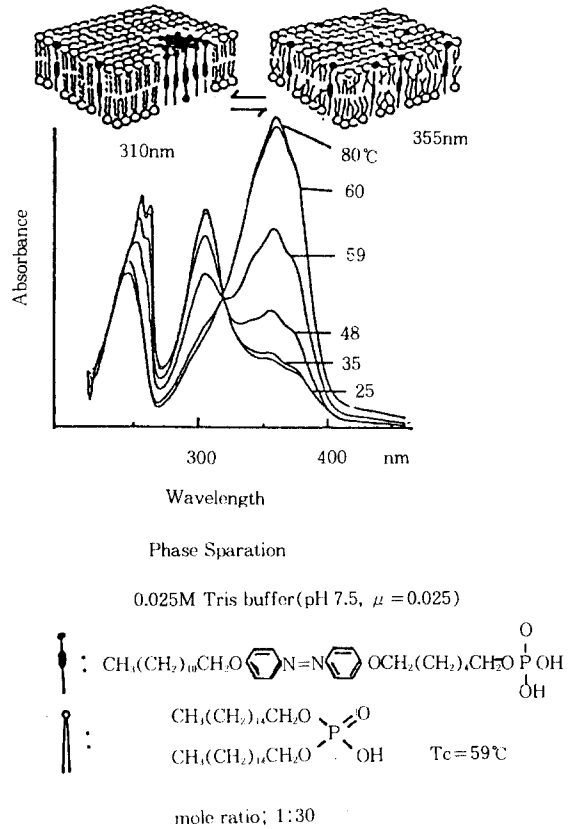 310nm
355nm
80℃
60
59
48
35
25
Absorbance
300
400
nm
Wavelength
Phase Sparation
0.025M Tris buffer(pH 7.5, μ=0.025)
: CH₃(CH₂)₁₀CH₂O N=N OCH₂(CH₂)₄CH₂O P OH
O
OH
: CH₃(CH₂)₁₄CH₂O
CH₃(CH₂)₁₄CH₂O
P O
OH
Tc=59℃
mole ratio; 1:30